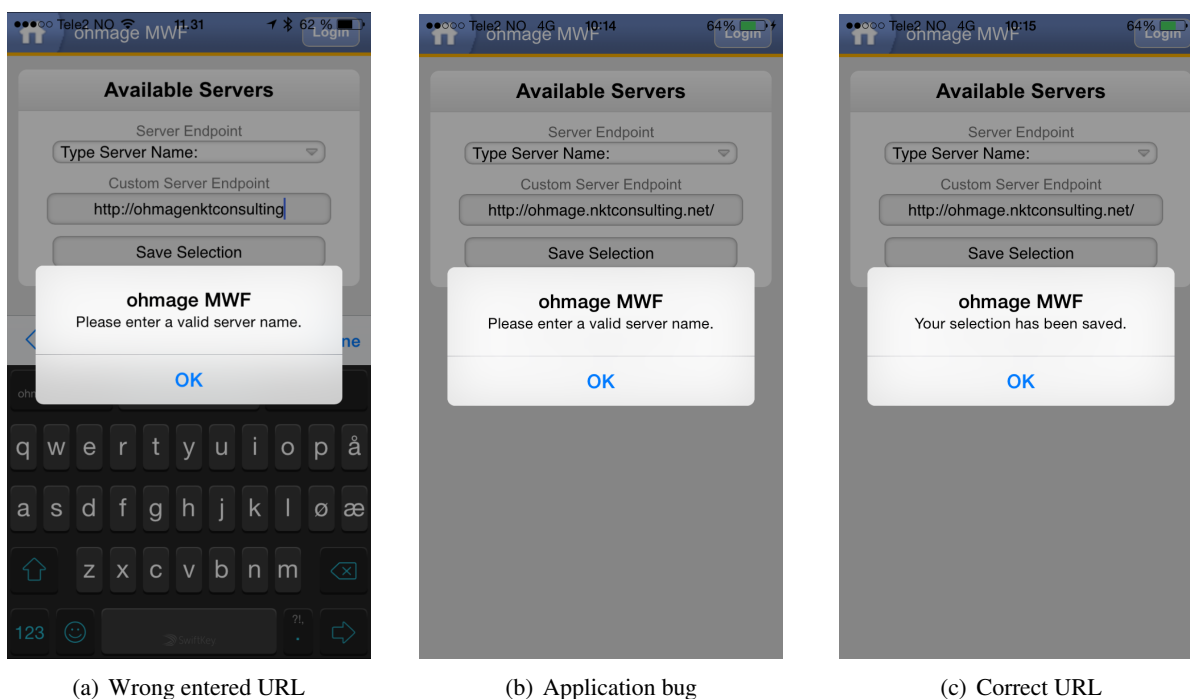 Tele2 NO 11.31 62 %
ohmage MWF Login
Available Servers
Server Endpoint
Type Server Name:
Custom Server Endpoint
http://ohmagenktconsulting
Save Selection
ohmage MWF
Please enter a valid server name.
OK
ne
ohn
q w e r t y u i o p å
a s d f g h j k l ø æ
z x c v b n m
?!,
123 SwiftKey .
(a) Wrong entered URL
Tele2 NO 4G 10:14 64%
ohmage MWF Login
Available Servers
Server Endpoint
Type Server Name:
Custom Server Endpoint
http://ohmage.nktconsulting.net/
Save Selection
ohmage MWF
Please enter a valid server name.
OK
(b) Application bug
Tele2 NO 4G 10:15 64%
ohmage MWF Login
Available Servers
Server Endpoint
Type Server Name:
Custom Server Endpoint
http://ohmage.nktconsulting.net/
Save Selection
ohmage MWF
Your selection has been saved.
OK
(c) Correct URL